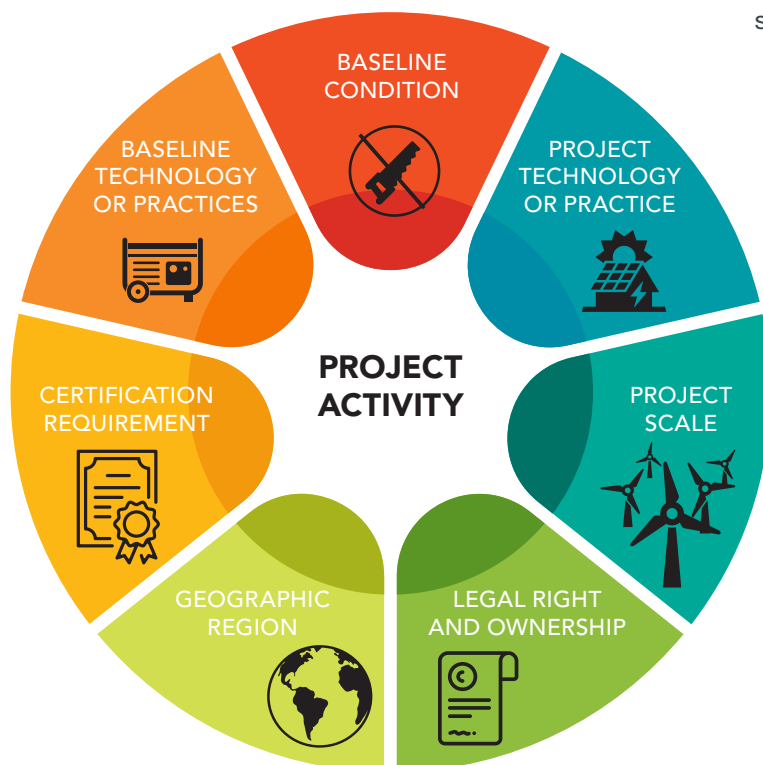 BASELINE
CONDITION
PROJECT
TECHNOLOGY
OR PRACTICE
PROJECT
SCALE
LEGAL RIGHT
AND OWNERSHIP
GEOGRAPHIC
REGION
CERTIFICATION
REQUIREMENT
BASELINE
TECHNOLOGY
OR PRACTICES
PROJECT
ACTIVITY